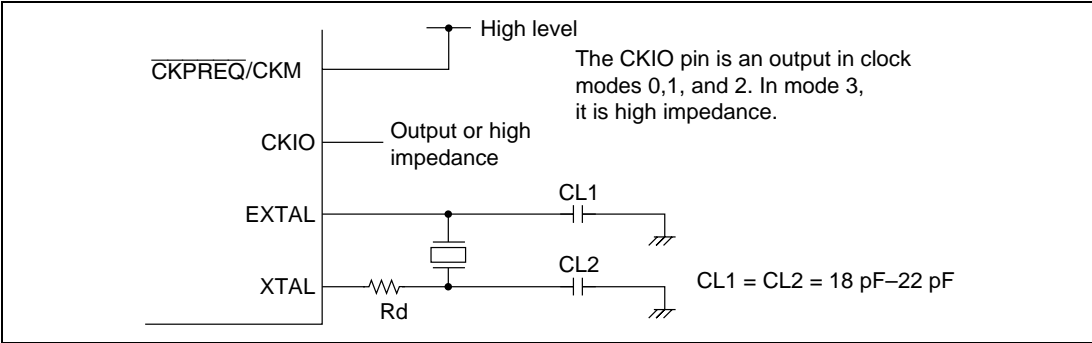 High level
CKPREQ/CKM
The CKIO pin is an output in clock
modes 0,1, and 2. In mode 3,
it is high impedance.
CKIO
Output or high
impedance
EXTAL
CL1
XTAL
Rd
CL2
CL1 = CL2 = 18 pF–22 pF